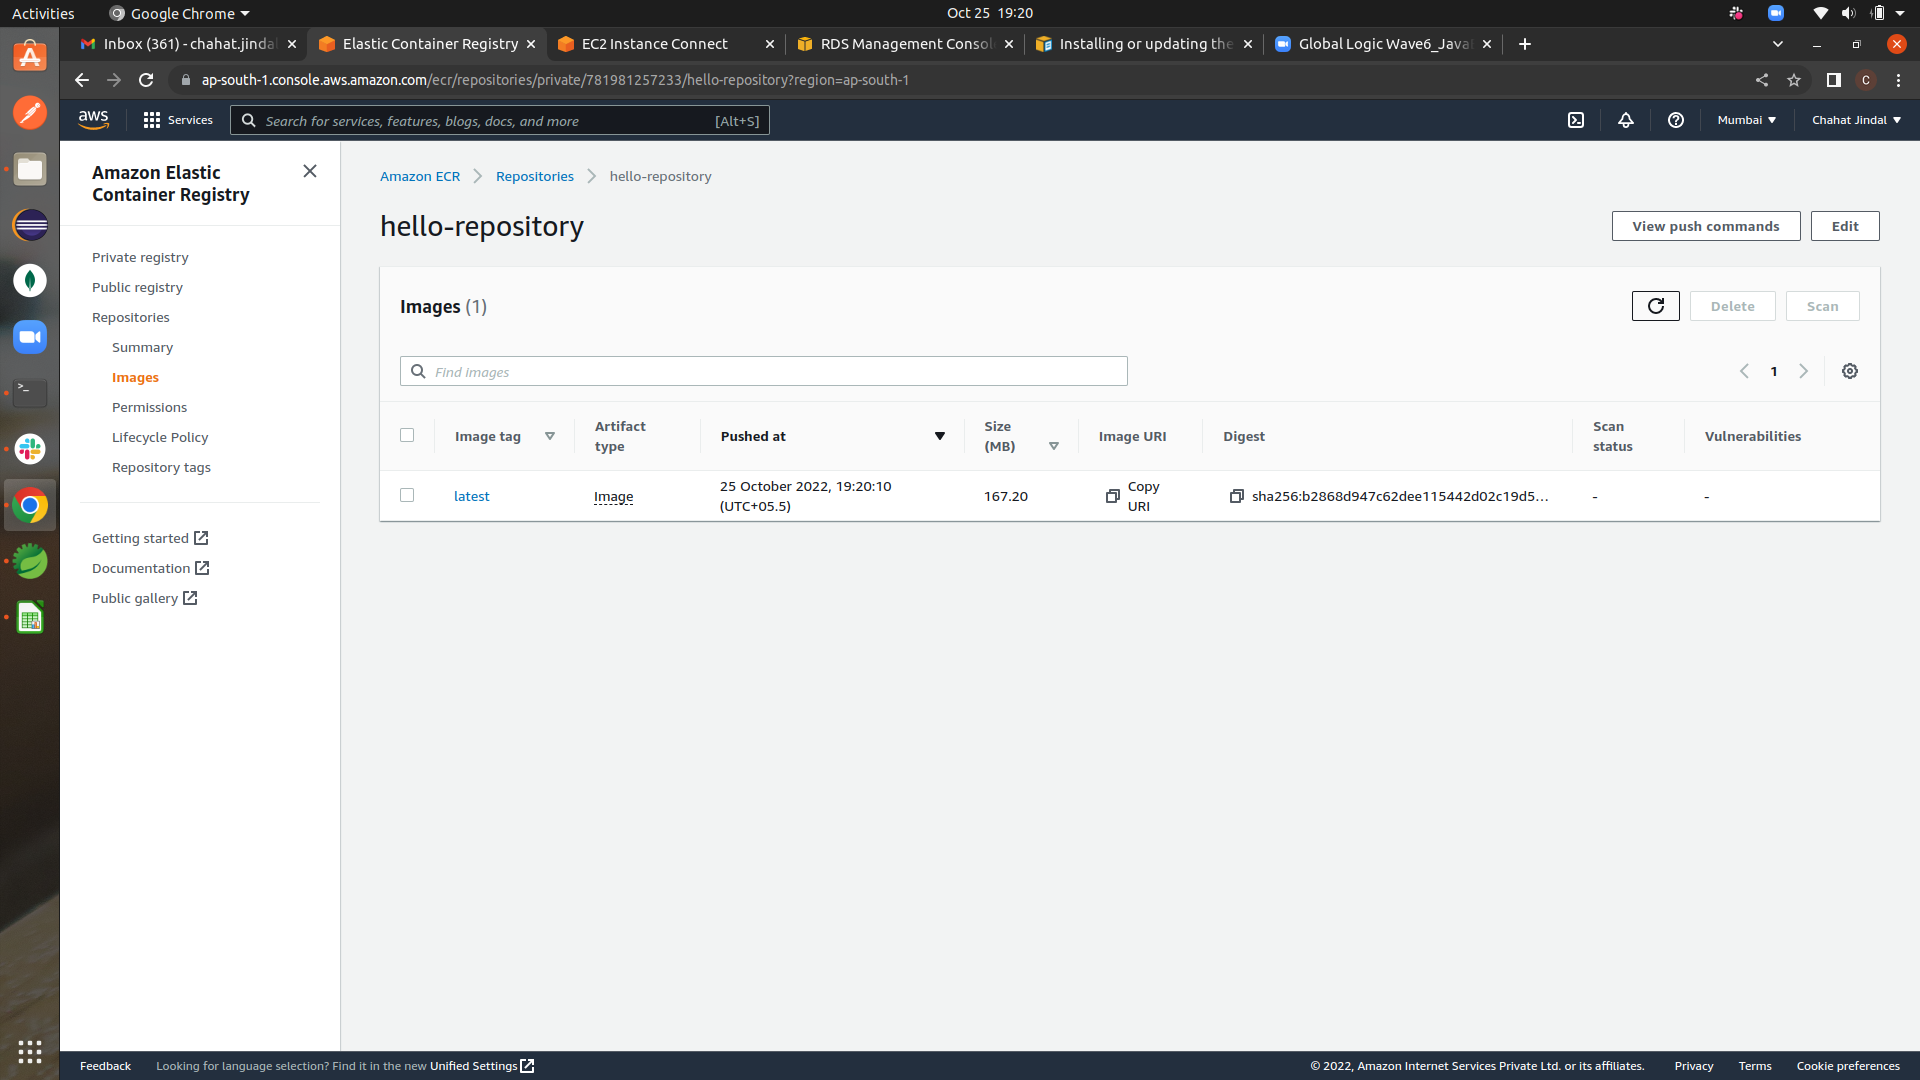 Activities
Google Chrome
Oct 25 19:20
Inbox (361) - chahat.jinda
Elastic Container Registry
EC2 Instance Connect
RDS Management Consol
Installing or updating the
Global Logic Wave6_Java
C
ap-south-1.console.aws.amazon.com/ecr/repositories/private/781981257233/hello-repository?region=ap-south-1
aws
Services
Search for services, features, blogs, docs, and more
[Alt+S]
Mumbai
Chahat Jindal
Amazon Elastic
Container Registry
Private registry
Public registry
Repositories
Summary
Images
Permissions
Lifecycle Policy
Repository tags
Getting started
Documentation
Public gallery
Amazon ECR
Repositories
hello-repository
hello-repository
View push commands
Edit
Images (1)
Delete
Scan
Find images
1
Image tag
Artifact
type
Pushed at
Size
(MB)
Image URI
Digest
Scan
status
Vulnerabilities
latest
Image
25 October 2022, 19:20:10
(UTC+05.5)
167.20
Copy
URI
sha256:b2868d947c62dee115442d02c19d5...
-
-
Feedback
Looking for language selection? Find it in the new Unified Settings
© 2022, Amazon Internet Services Private Ltd. or its affiliates.
Privacy
Terms
Cookie preferences